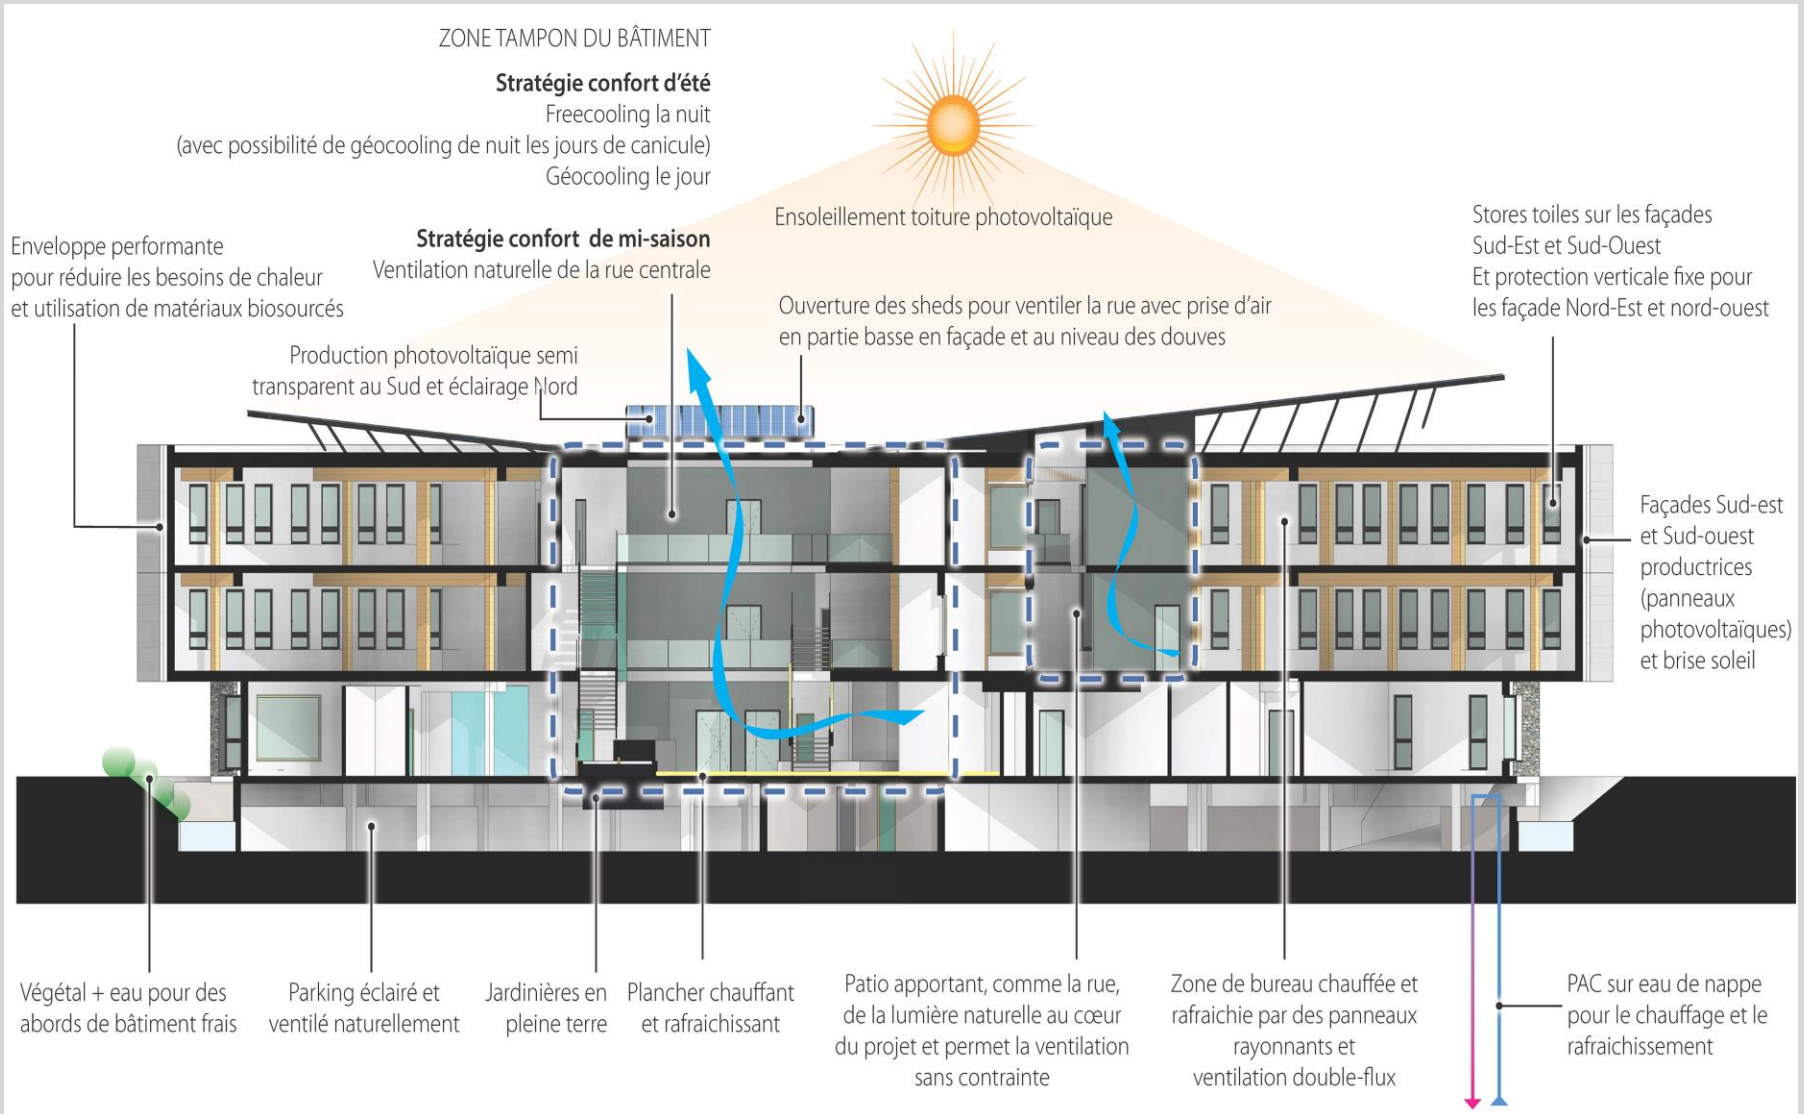 ZONE TAMPON DU BÂTIMENT
Stratégie confort d'été
Freecooling la nuit
(avec possibilité de géocooling de nuit les jours de canicule)
Géocooling le jour
Stratégie confort de mi-saison
Ventilation naturelle de la rue centrale
Enveloppe performante
pour réduire les besoins de chaleur
et utilisation de matériaux biosourcés
Production photovoltaïque semi
transparent au Sud et éclairage Nord
Ensoleillement toiture photovoltaïque
Ouverture des sheds pour ventiler la rue avec prise d'air
en partie basse en façade et au niveau des douves
Stores toiles sur les façades
Sud-Est et Sud-Ouest
Et protection verticale fixe pour
les façade Nord-Est et nord-ouest
Façades Sud-est
et Sud-ouest
productrices
(panneaux
photovoltaïques)
et brise soleil
Végétal + eau pour des
abords de bâtiment frais
Parking éclairé et
ventilé naturellement
Jardinières en
pleine terre
Plancher chauffant
et rafraichissant
Patio apportant, comme la rue,
de la lumière naturelle au cœur
du projet et permet la ventilation
sans contrainte
Zone de bureau chauffée et
rafraichie par des panneaux
rayonnants et
ventilation double-flux
PAC sur eau de nappe
pour le chauffage et le
rafraichissement